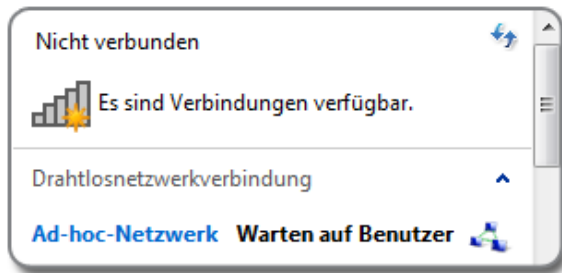 Nicht verbunden
Es sind Verbindungen verfügbar.
Drahtlosnetzwerkverbindung
Ad-hoc-Netzwerk Warten auf Benutzer